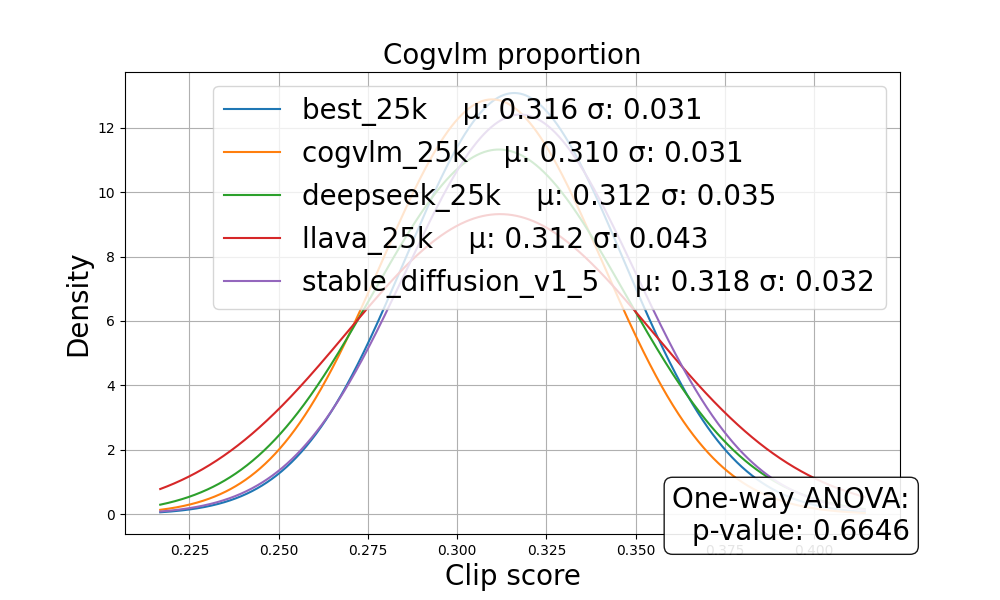 Cogvlm proportion
best_25k μ: 0.316 σ: 0.031
cogvlm_25k μ: 0.310 σ: 0.031
deepseek_25k μ: 0.312 σ: 0.035
llava_25k μ: 0.312 σ: 0.043
stable_diffusion_v1_5 μ: 0.318 σ: 0.032
Density
12
10
8
6
4
2
0
One-way ANOVA:
p-value: 0.6646
0.225 0.250 0.275 0.300 0.325 0.350 0.375 0.400
Clip score